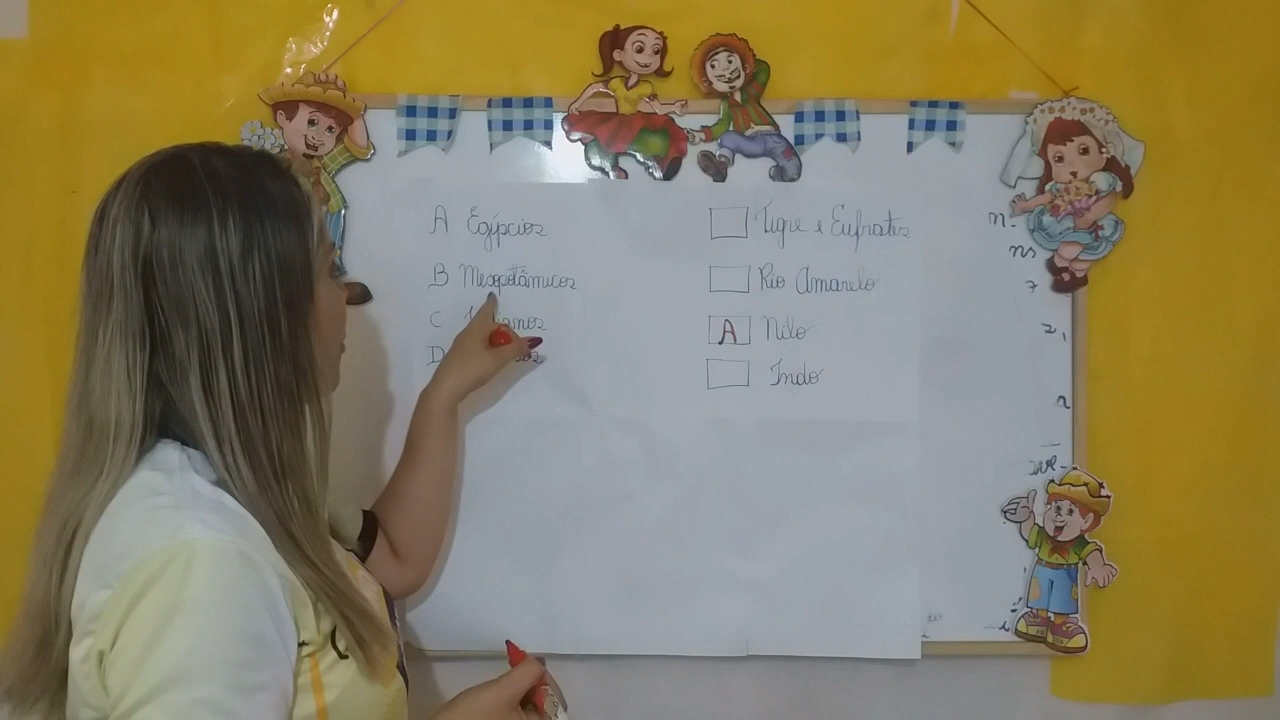 A Egípcios
B Mesopotâmicos
C
D
Tigre e Eufrates
Rio Amarelo
A Nilo
Indo